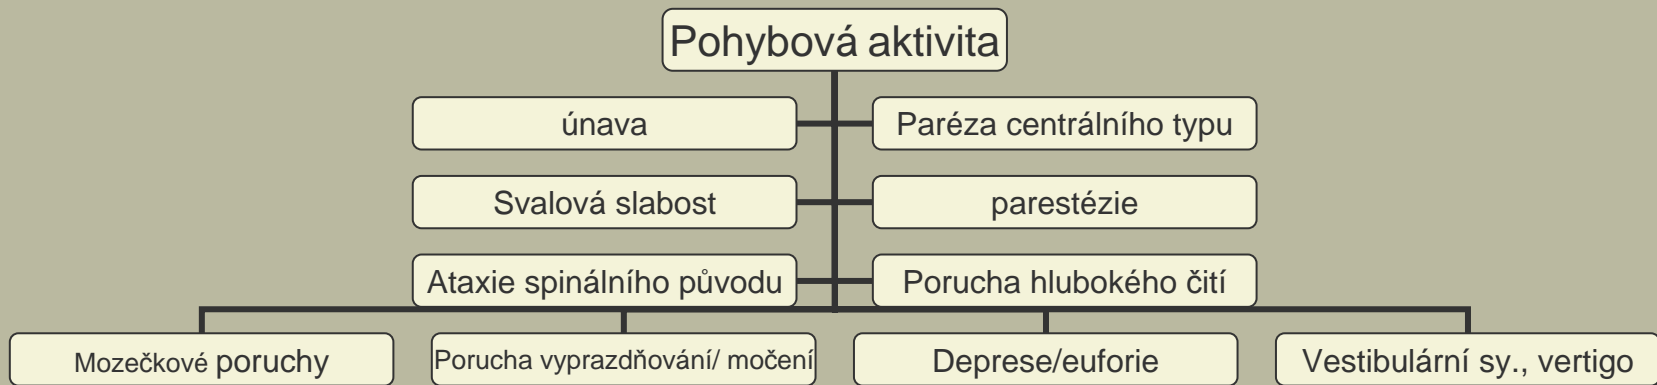 Pohybová aktivita
únava
Paréza centrálního typu
Svalová slabost
parestézie
Ataxie spinálního původu
Porucha hlubokého čití
Mozečkové poruchy
Porucha vyprazdňování/ močení
Deprese/euforie
Vestibulární sy., vertigo